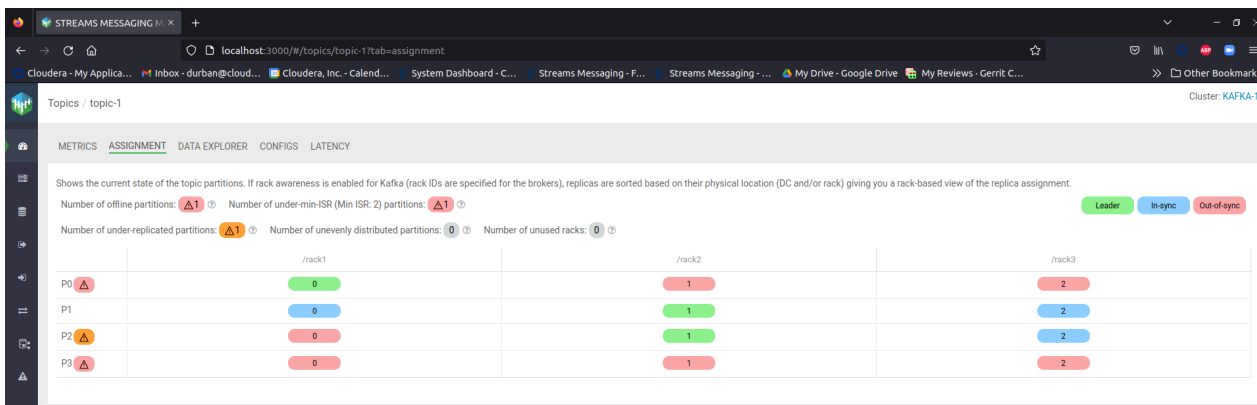 STREAMS MESSAGING M
localhost:3000/#/topics/topic-1?tab=assignment
Cloudera - My Applica... Inbox - durban@cloud... Cloudera, Inc. - Calend... System Dashboard - C... Streams Messaging - F... Streams Messaging - ... My Drive - Google Drive My Reviews · Gerrit C... Other Bookmark
Topics / topic-1 Cluster: KAFKA-1
METRICS ASSIGNMENT DATA EXPLORER CONFIGS LATENCY
Shows the current state of the topic partitions. If rack awareness is enabled for Kafka (rack IDs are specified for the brokers), replicas are sorted based on their physical location (DC and/or rack) giving you a rack-based view of the replica assignment.
Number of offline partitions: 1 Number of under-min-ISR (Min ISR: 2) partitions: 1 Leader In-sync Out-of-sync
Number of under-replicated partitions: 1 Number of unevenly distributed partitions: 0 Number of unused racks: 0
/rack1 /rack2 /rack3
P0 0 1 2
P1 0 1 2
P2 0 1 2
P3 0 1 2